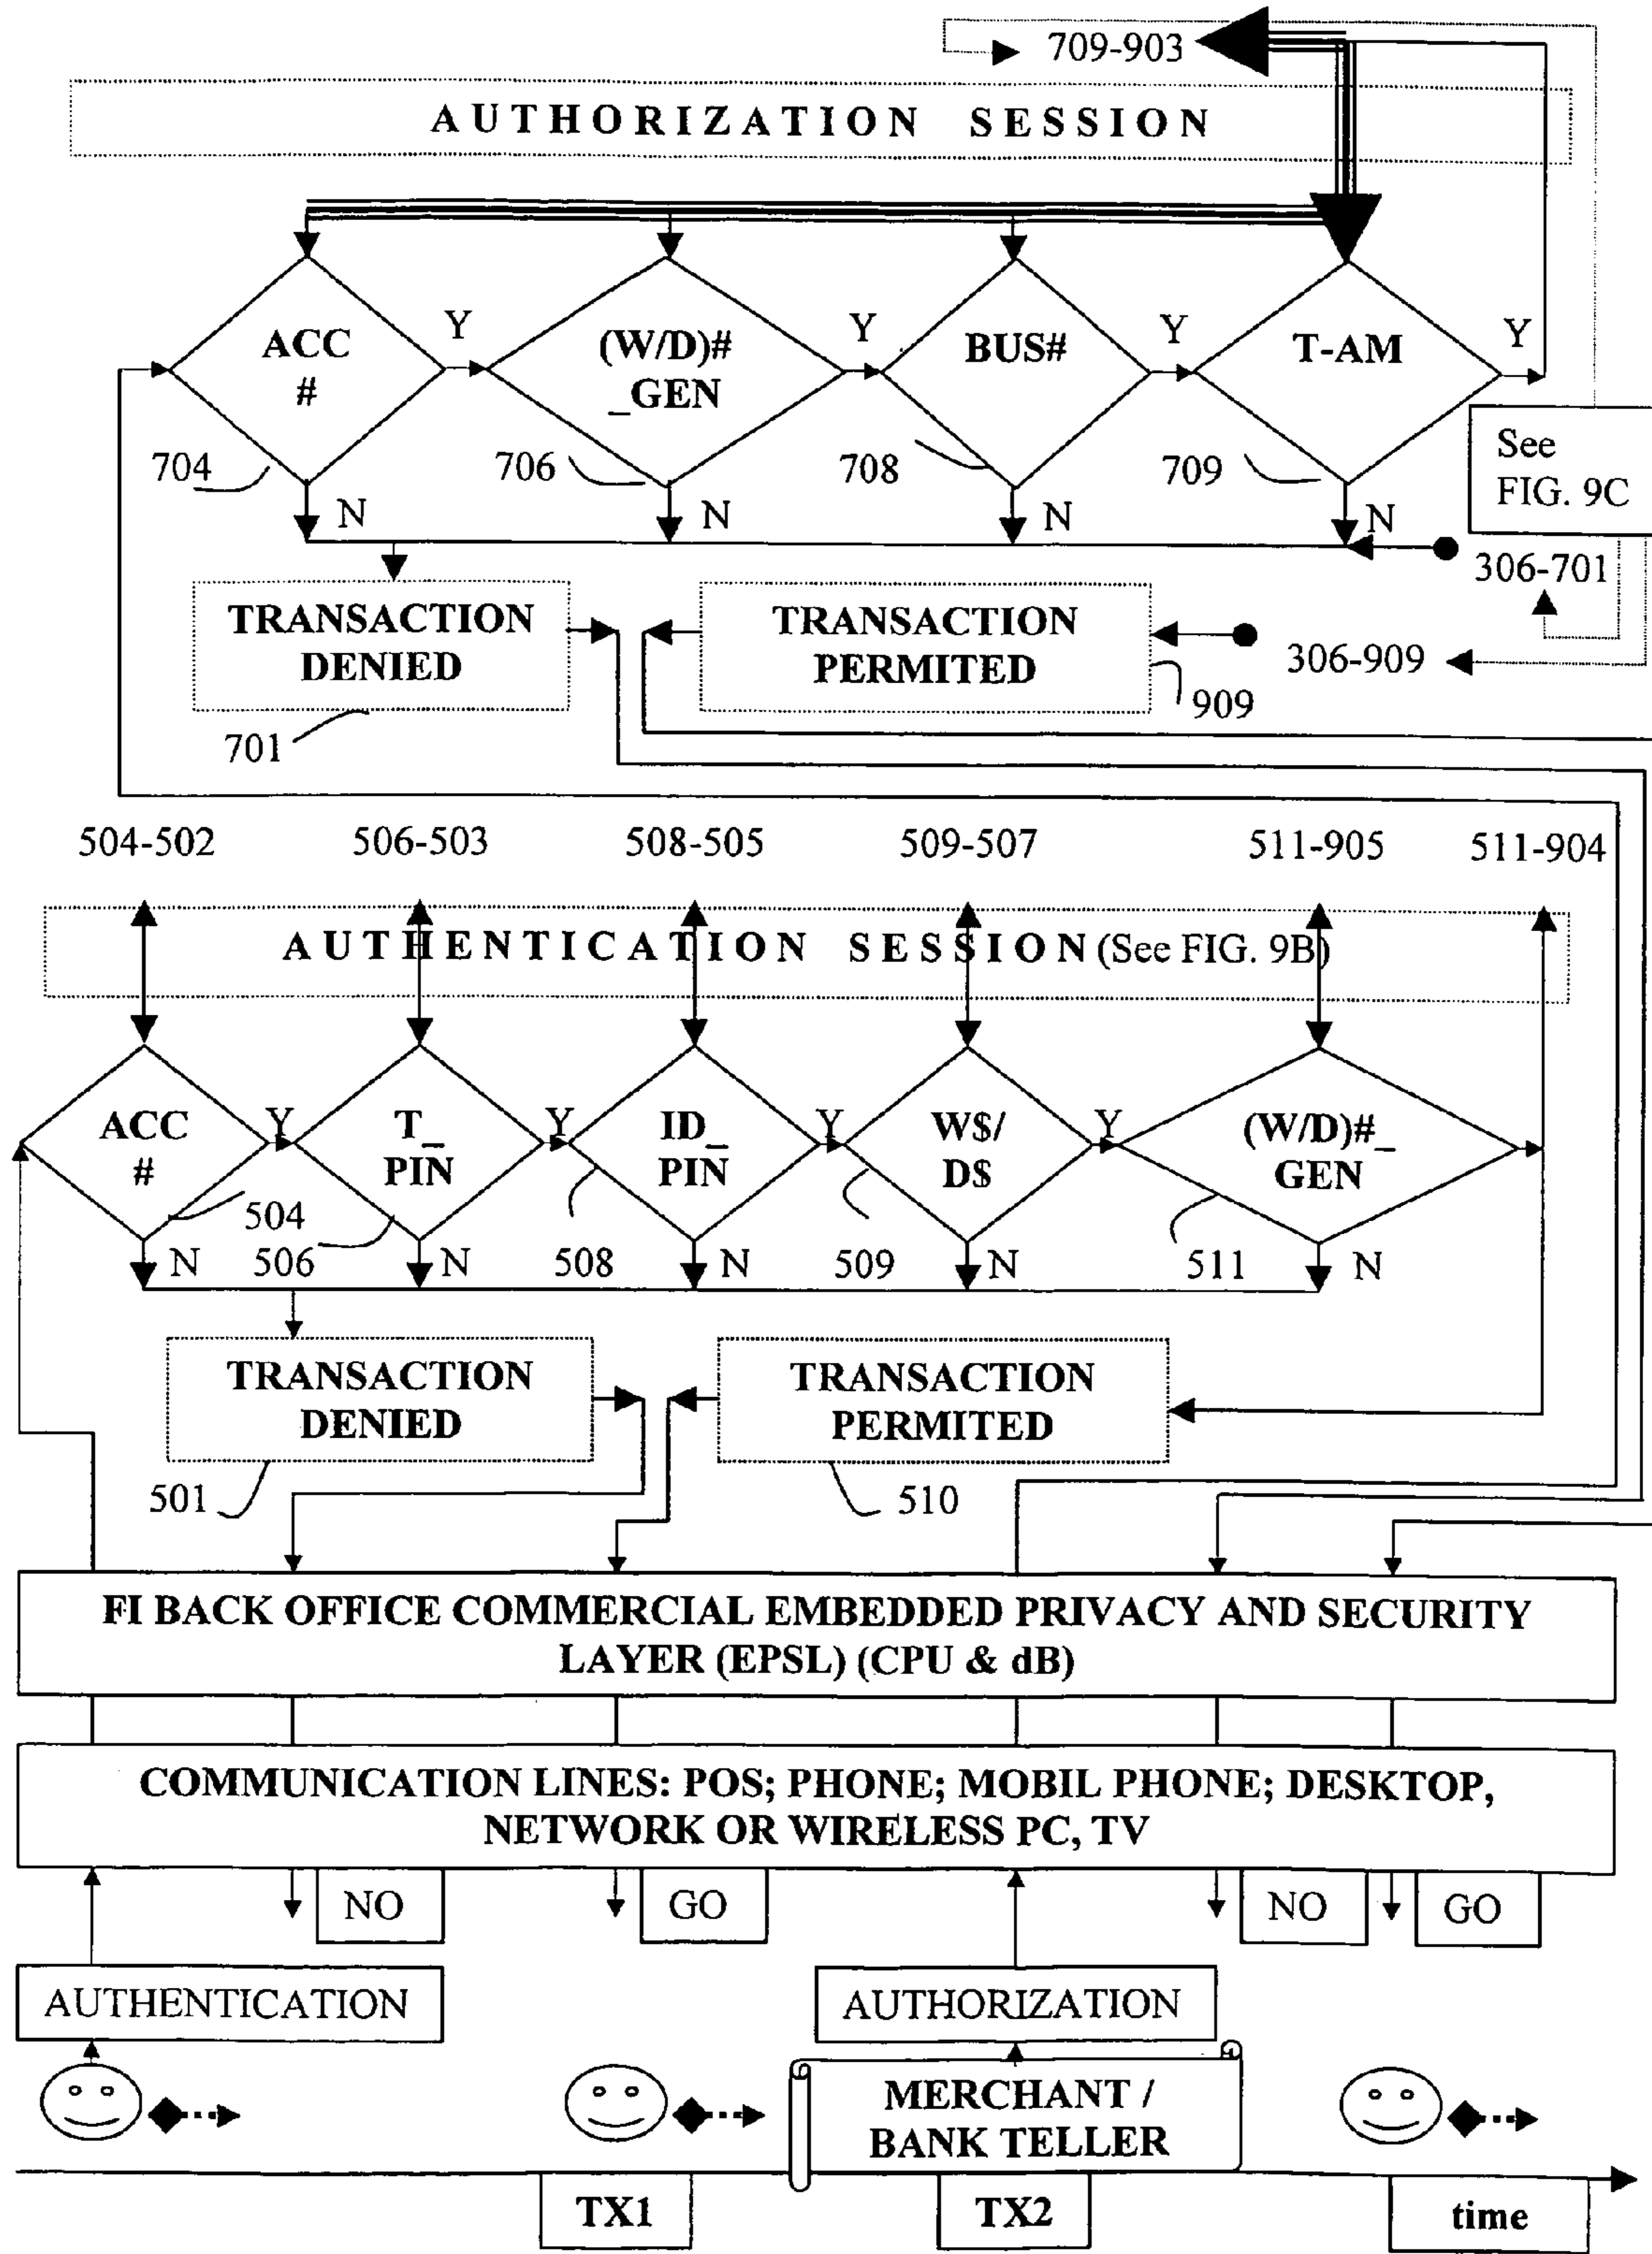 709-903
AUTHORIZATION SESSION
ACC
#
Y
(W/D)#
_GEN
Y
BUS#
Y
T-AM
Y
704
706
708
709
See
FIG. 9C
N
N
N
N
306-701
TRANSACTION
DENIED
TRANSACTION
PERMITED
306-909
909
701
504-502
506-503
508-505
509-507
511-905
511-904
AUTHENTICATION SESSION (See FIG. 9B)
ACC
#
Y
T_
PIN
Y
ID_
PIN
Y
W$/
D$
Y
(W/D)#_
GEN
504
506
508
509
511
N
N
N
N
N
TRANSACTION
DENIED
TRANSACTION
PERMITED
501
510
FI BACK OFFICE COMMERCIAL EMBEDDED PRIVACY AND SECURITY
LAYER (EPSL) (CPU & dB)
COMMUNICATION LINES: POS; PHONE; MOBIL PHONE; DESKTOP,
NETWORK OR WIRELESS PC, TV
NO
GO
NO
GO
AUTHENTICATION
AUTHORIZATION
MERCHANT /
BANK TELLER
TX1
TX2
time